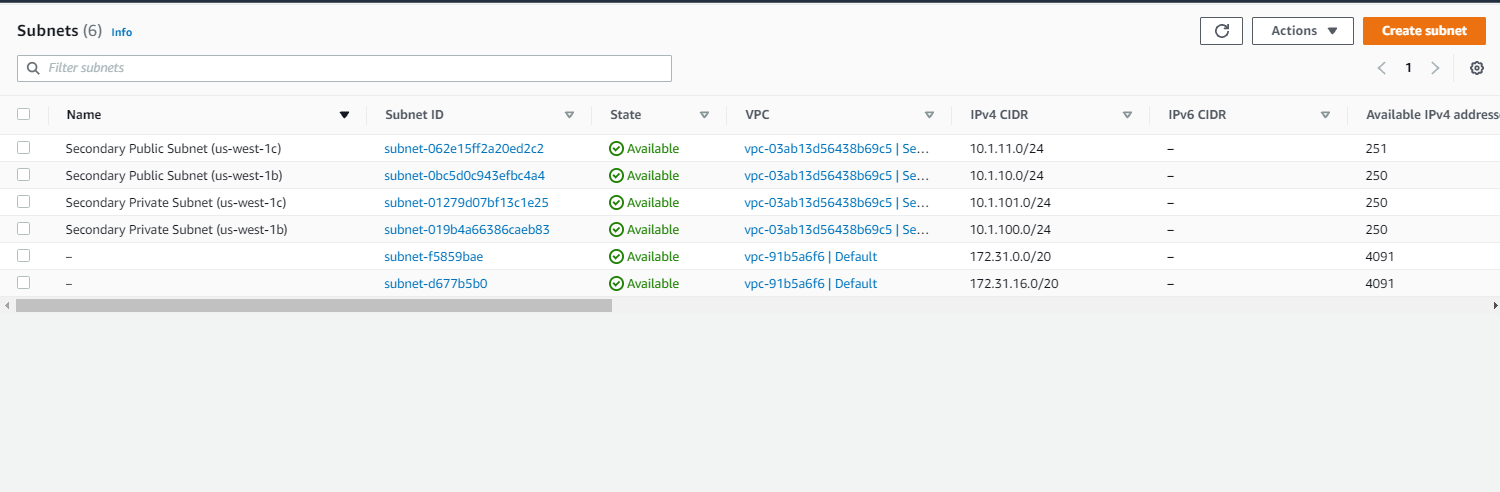 Subnets (6) Info
Actions
Create subnet
Filter subnets
1
Name Subnet ID State VPC IPv4 CIDR IPv6 CIDR Available IPv4 addresse
Secondary Public Subnet (us-west-1c) subnet-062e15ff2a20ed2c2 Available vpc-03ab13d56438b69c5 | Se... 10.1.11.0/24 – 251
Secondary Public Subnet (us-west-1b) subnet-0bc5d0c943efbc4a4 Available vpc-03ab13d56438b69c5 | Se... 10.1.10.0/24 – 250
Secondary Private Subnet (us-west-1c) subnet-01279d07bf13c1e25 Available vpc-03ab13d56438b69c5 | Se... 10.1.101.0/24 – 250
Secondary Private Subnet (us-west-1b) subnet-019b4a66386caeb83 Available vpc-03ab13d56438b69c5 | Se... 10.1.100.0/24 – 250
– subnet-f5859bae Available vpc-91b5a6f6 | Default 172.31.0.0/20 – 4091
– subnet-d677b5b0 Available vpc-91b5a6f6 | Default 172.31.16.0/20 – 4091